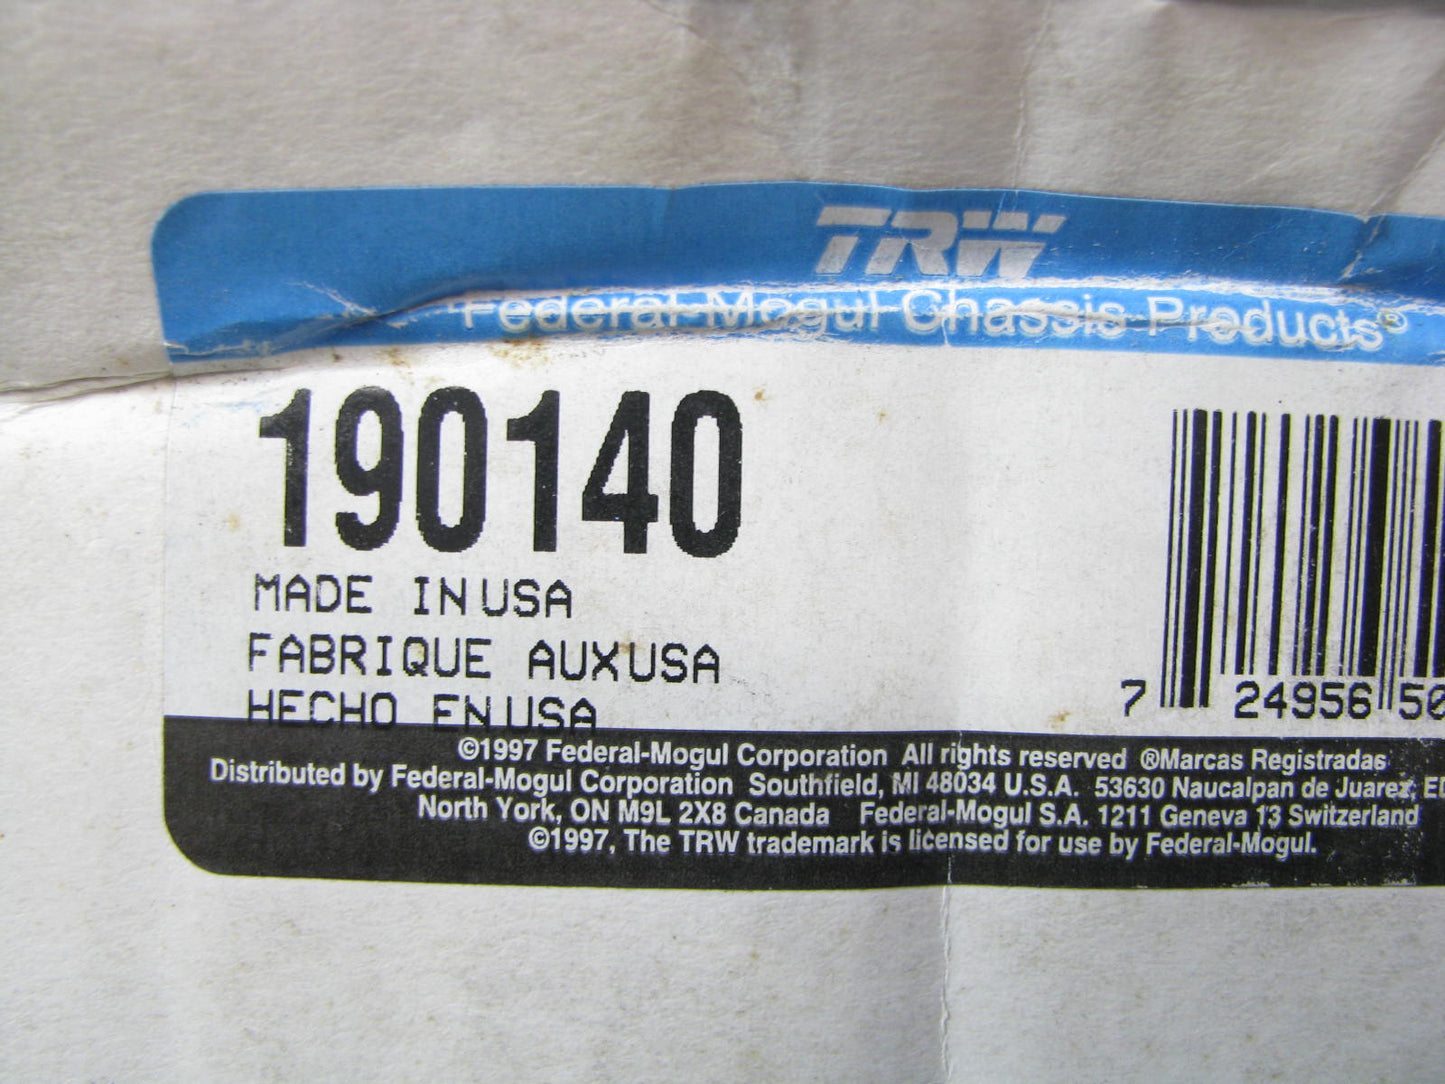 TRW
Federal-Mogul Chassis Products®
190140
MADE IN USA
FABRIQUE AUX USA
HECHO EN USA
7 24956 50
©1997 Federal-Mogul Corporation All rights reserved ®Marcas Registradas
Distributed by Federal-Mogul Corporation Southfield, MI 48034 U.S.A. 53630 Naucalpan de Juarez,
North York, ON M9L 2X8 Canada Federal-Mogul S.A. 1211 Geneva 13 Switzerland
©1997, The TRW trademark is licensed for use by Federal-Mogul.